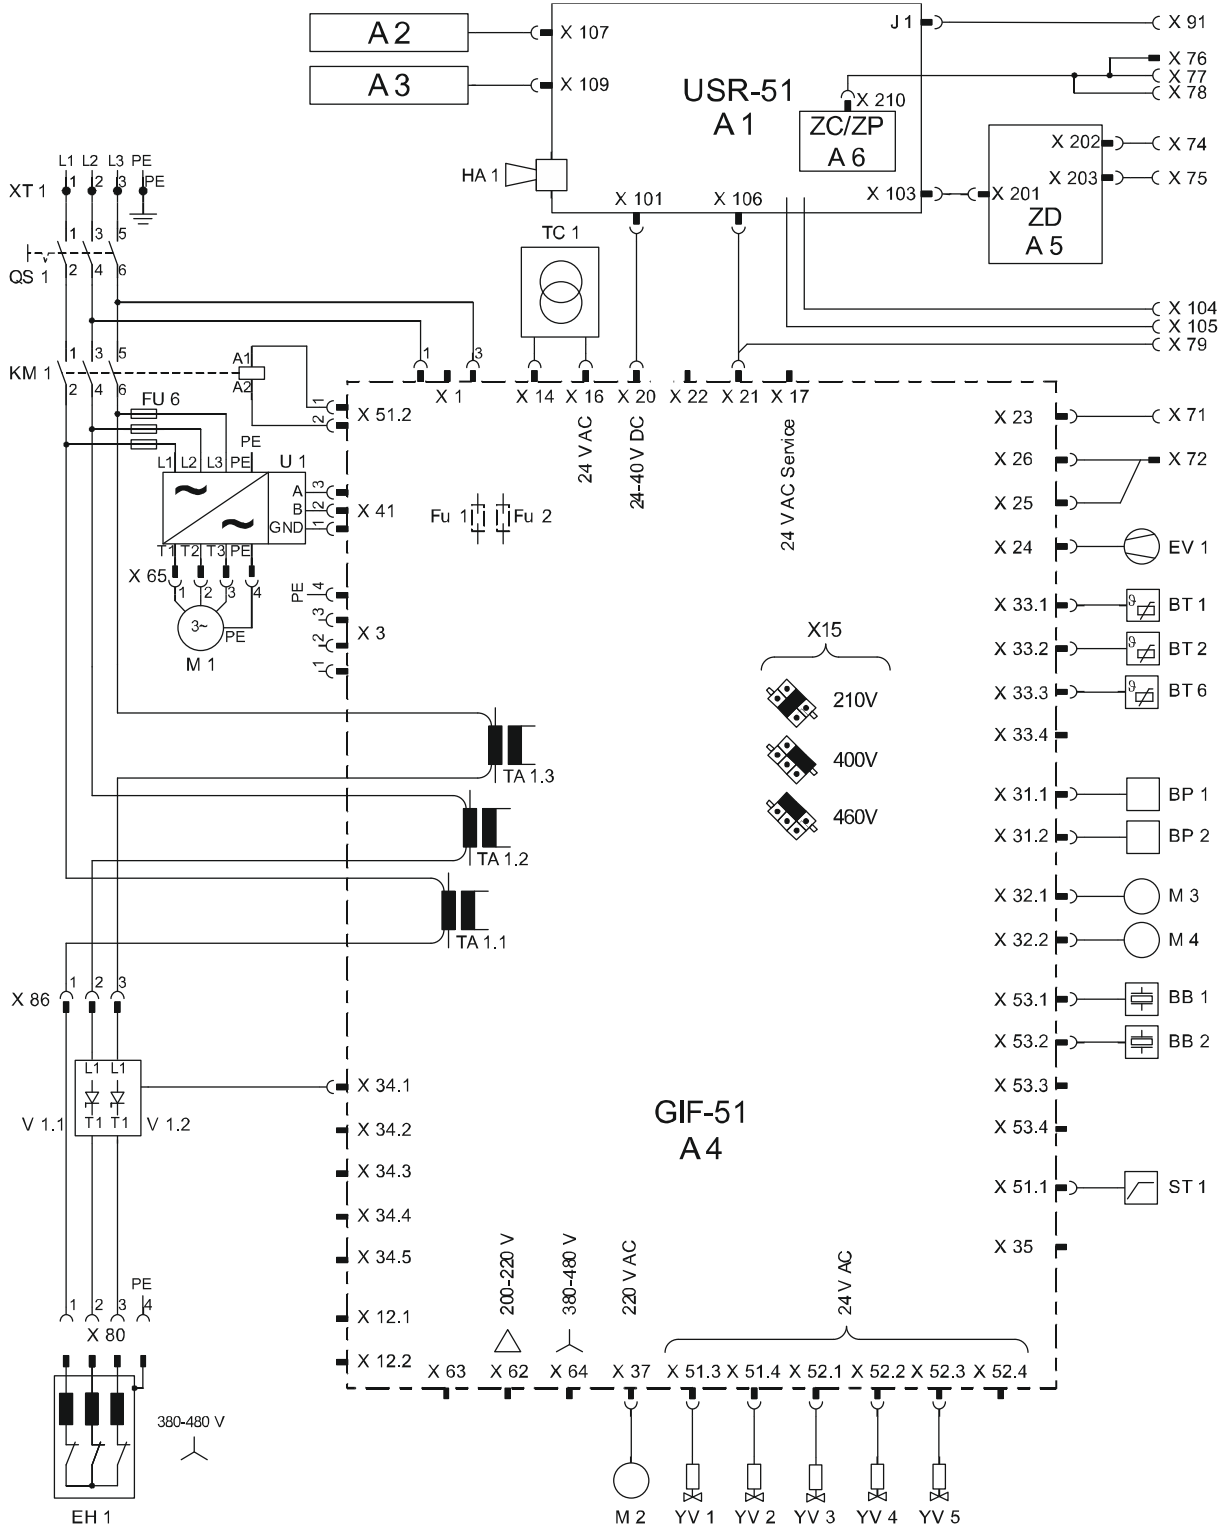 A 2
X 107
J 1
X 91
X 76
X 77
X 78
A 3
X 109
USR-51
A 1
X 210
ZC/ZP
A 6
X 202
X 74
X 203
X 75
L1 L2 L3 PE
HA 1
XT 1
1 2 3 PE
X 101
X 106
X 103
X 201
ZD
A 5
TC 1
1 3 5
QS 1
2 4 6
X 104
X 105
X 79
1 3 5
KM 1
2 4 6
A1
A2
1
3
X 1
X 14
X 16
X 20
X 22
X 21
X 17
FU 6
1
2
X 51.2
24 V AC
24-40 V DC
24 V AC Service
X 23
X 71
X 26
X 72
X 25
PE
L1 L2 L3 PE
U 1
A 3
B 2
GND 1
X 41
Fu 1
Fu 2
X 24
EV 1
T1 T2 T3 PE
X 65
1 2 3 4
3~
PE
M 1
PE 4
3
2
1
X 3
X 33.1
ϑ
BT 1
X 33.2
ϑ
BT 2
X 33.3
ϑ
BT 6
X 33.4
X15
210V
400V
460V
TA 1.3
TA 1.2
TA 1.1
X 31.1
BP 1
X 31.2
BP 2
X 32.1
M 3
X 32.2
M 4
X 86
1 2 3
X 53.1
BB 1
X 53.2
BB 2
X 53.3
X 53.4
L1 L1
T1 T1
V 1.1
V 1.2
X 34.1
X 34.2
X 34.3
X 34.4
X 34.5
X 12.1
X 12.2
GIF-51
A 4
X 51.1
ST 1
X 35
200-220 V
380-480 V
220 V AC
24 V AC
PE
1 2 3 4
X 80
X 63
X 62
X 64
X 37
X 51.3
X 51.4
X 52.1
X 52.2
X 52.3
X 52.4
380-480 V
EH 1
M 2
YV 1
YV 2
YV 3
YV 4
YV 5